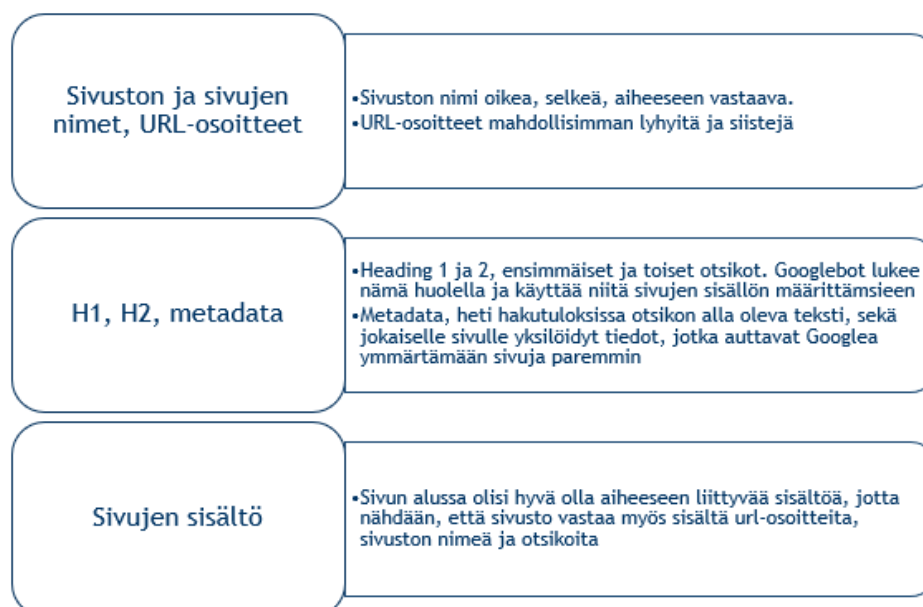 Sivuston ja sivujen
nimet, URL-osoitteet
•Sivuston nimi oikea, selkeä, aiheeseen vastaava.
•URL-osoitteet mahdollisimman lyhyitä ja siistejä
H1, H2, metadata
•Heading 1 ja 2, ensimmäiset ja toiset otsikot. Googlebot lukee
nämä huolella ja käyttää niitä sivujen sisällön määrittämsieen
•Metadata, heti hakutuloksissa otsikon alla oleva teksti, sekä
jokaiselle sivulle yksilöidyt tiedot, jotka auttavat Googlea
ymmärtämään sivuja paremmin
Sivujen sisältö
•Sivun alussa olisi hyvä olla aiheeseen liittyvää sisältöä, jotta
nähdään, että sivusto vastaa myös sisältä url-osoitteita,
sivuston nimeä ja otsikoita